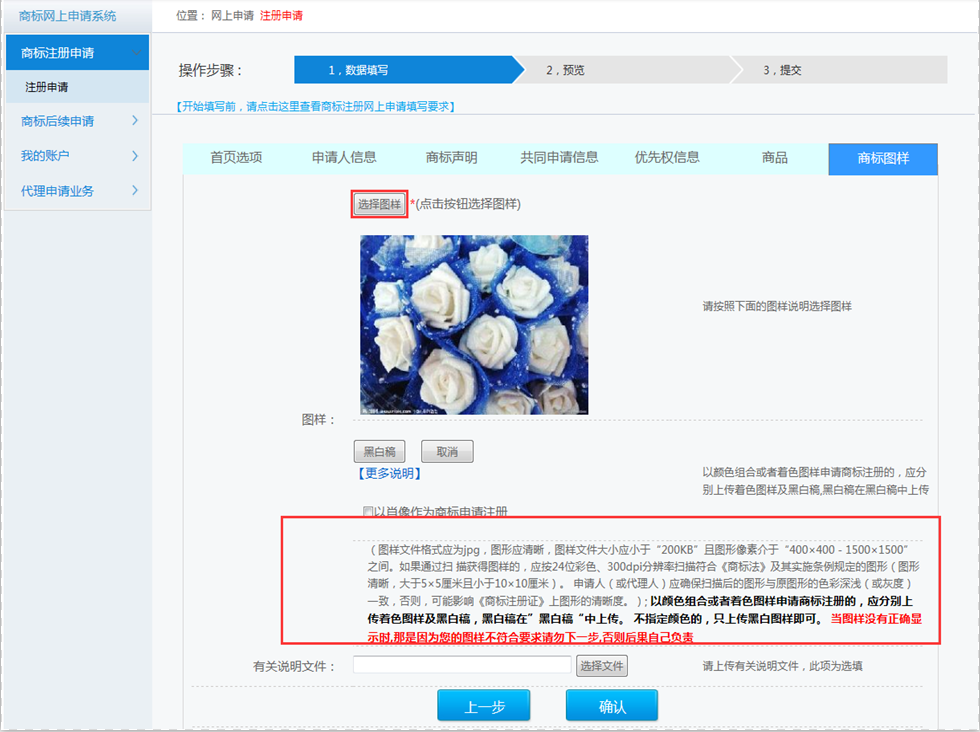 商标网上申请系统
位置： 网上申请 注册申请
商标注册申请
注册申请
商标后续申请
我的账户
代理申请业务
操作步骤：
1，数据填写
2，预览
3，提交
【开始填写前，请点击这里查看商标注册网上申请填写要求】
首页选项
申请人信息
商标声明
共同申请信息
优先权信息
商品
商标图样
选择图样 *(点击按钮选择图样)
请按照下面的图样说明选择图样
图样：
黑白稿
取消
【更多说明】
以颜色组合或者着色图样申请商标注册的，应分
别上传着色图样及黑白稿,黑白稿在黑白稿中上传
以肖像作为商标申请注册
（ 图样文件格式应为jpg，图形应清晰，图样文件大小应小于“200KB” 且图形像素介于 “400×400 - 1500×1500”
之间。如果通过扫 描获得图样的，应按24位彩色、300dpi分辨率扫描符合《商标法》及其实施条例规定的图形（ 图形
清晰，大于5×5厘米且小于10×10厘米）。 申请人（ 或代理人）应确保扫描后的图形与原图形的色彩深浅（ 或灰度 ）
一致，否则，可能影响《商标注册证》上图形的清晰度。 ) ; 以颜色组合或者着色图样申请商标注册的，应分别上
传着色图样及黑白稿，黑白稿在” 黑白稿 “中上传。 不指定颜色的，只上传黑白图样即可。 当图样没有正确显
示时,那是因为您的图样不符合要求请勿下一步,否则后果自己负责
有关说明文件：
选择文件
请上传有关说明文件，此项为选填
上一步
确认